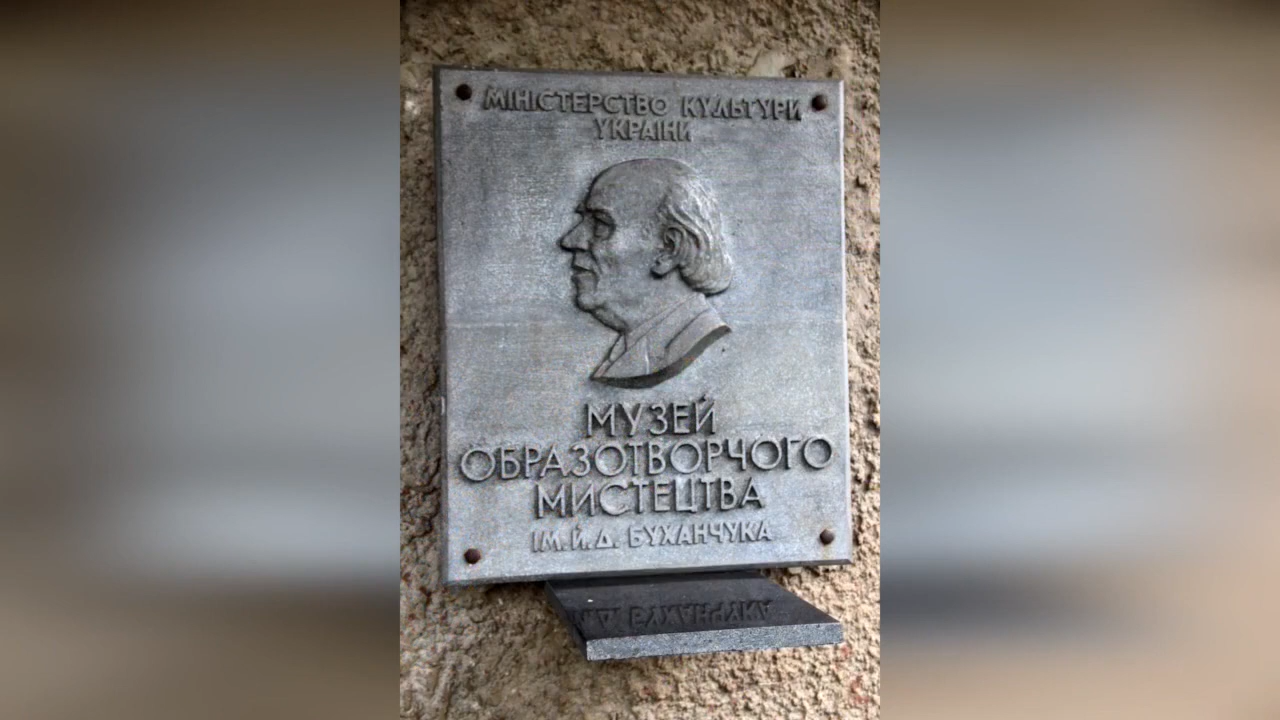 МІНІСТЕРСТВО КУЛЬТУРИ
УКРАЇНИ
МУЗЕЙ
ОБРАЗОТВОРЧОГО
МИСТЕЦТВА
ІМ. Й. Д. БУХАНЧУКА